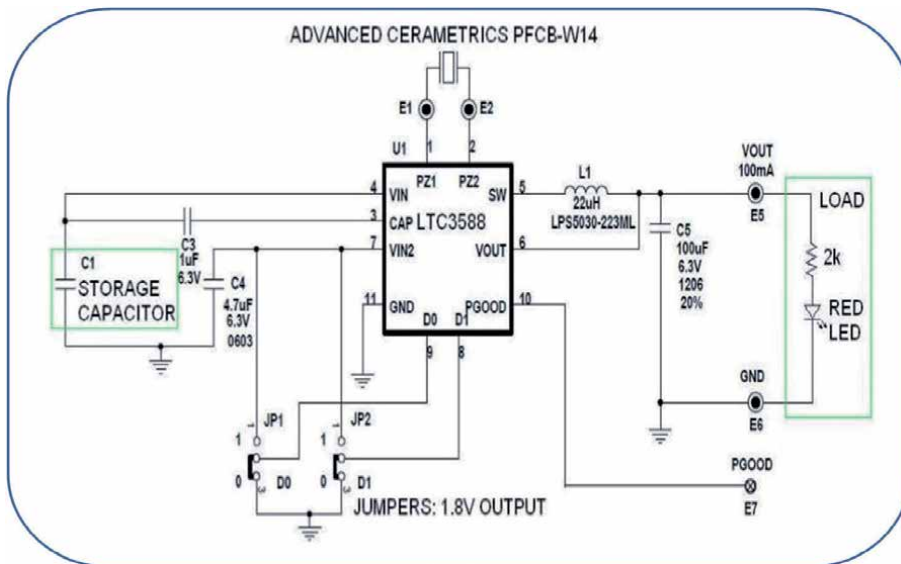 ADVANCED CERAMETRICS PFCB-W14
E1
E2
U1
1
2
PZ1
PZ2
4
VIN
SW
5
L1
22uH
LPS5030-223ML
VOUT
100mA
E5
LOAD
3
CAP
LTC3588
C3
1uF
6.3V
7
VIN2
VOUT
6
C5
100uF
6.3V
1206
20%
2k
RED
LED
C1
STORAGE
CAPACITOR
C4
4.7uF
6.3V
0603
11
GND
PGOOD
10
D0
D1
9
8
GND
E6
JP1
1
1
0
3
D0
JP2
1
1
0
3
D1
JUMPERS: 1.8V OUTPUT
PGOOD
E7